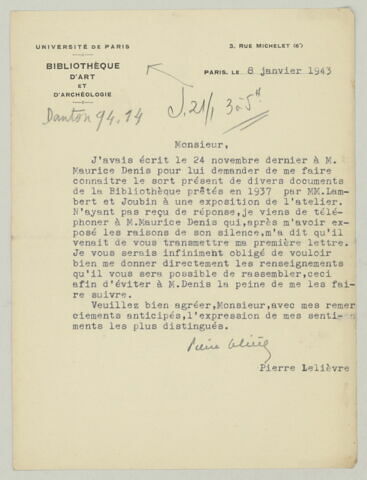 UNIVERSITÉ DE PARIS
BIBLIOTHÈQUE
D'ART
ET
D'ARCHÉOLOGIE
3, RUE MICHELET (6e)
PARIS, LE 8 janvier 1943
Danton 94.14
J. 21/1 3 à 5H
Monsieur,
J'avais écrit le 24 novembre dernier à M.
Maurice Denis pour lui demander de me faire
connaitre le sort présent de divers documents
de la Bibliothèque prêtés en 1937 par MM.Lam-
bert et Joubin à une exposition de l'atelier.
N'ayant pas reçu de réponse,je viens de télé-
phoner à M.Maurice Denis qui,après m'avoir ex-
posé les raisons de son silence,m'a dit qu'il
venait de vous transmettre ma première lettre.
Je vous serais infiniment obligé de vouloir
bien me donner directement les renseignements
qu'il vous sera possible de rassembler,ceci
afin d'éviter à M.Denis la peine de me les fai-
re suivre.
Veuillez bien agréer,Monsieur,avec mes remer
ciements anticipés,l'expression de mes senti-
ments les plus distingués.
Pierre Lelièvre
Pierre Lelièvre